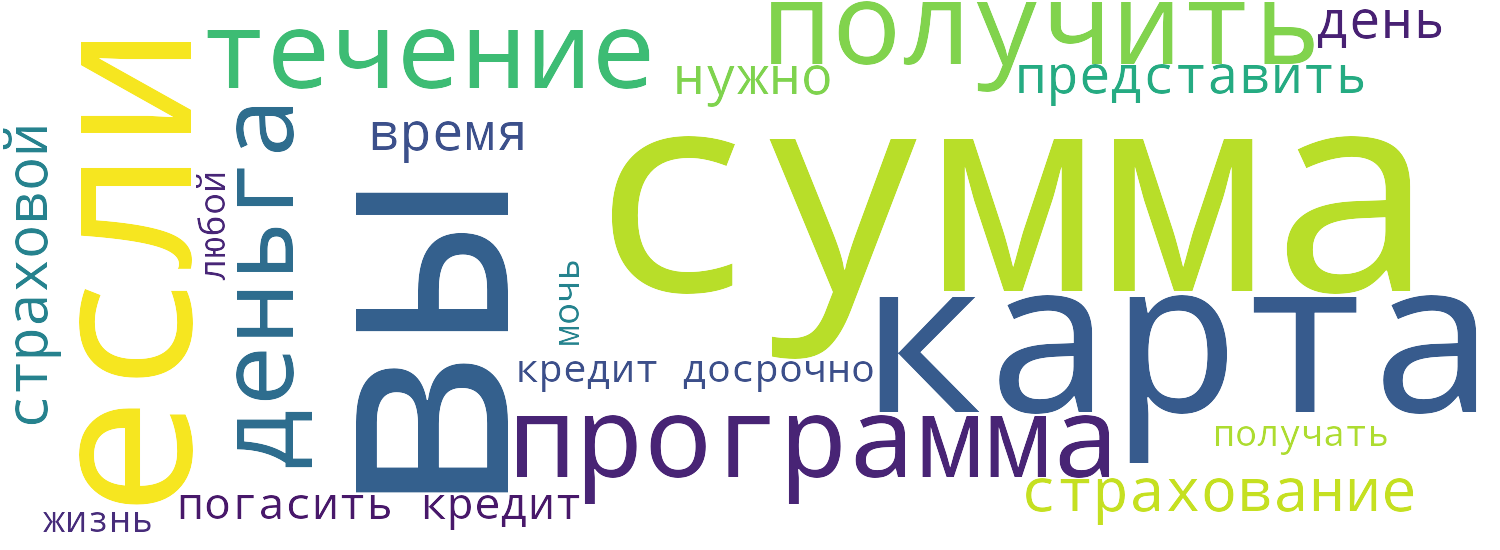 течение
получить
день
нужно
представить
время
страховой
если
любой
деньга
Вы
сумма
мочь
карта
кредит досрочно
программа
получать
страхование
погасить кредит
жизнь